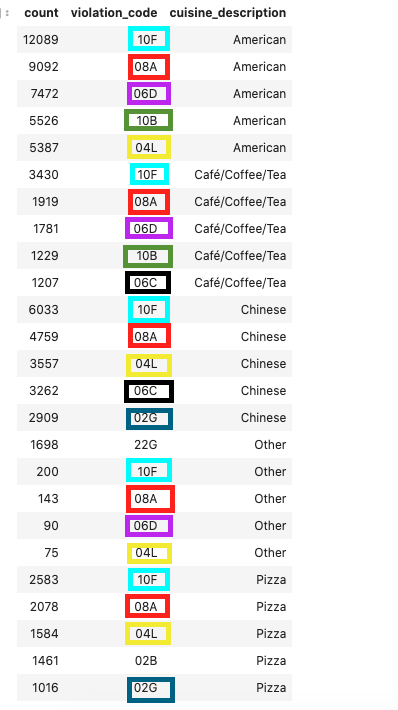 count violation_code cuisine_description
12089 10F American
9092 08A American
7472 06D American
5526 10B American
5387 04L American
3430 10F Café/Coffee/Tea
1919 08A Café/Coffee/Tea
1781 06D Café/Coffee/Tea
1229 10B Café/Coffee/Tea
1207 06C Café/Coffee/Tea
6033 10F Chinese
4759 08A Chinese
3557 04L Chinese
3262 06C Chinese
2909 02G Chinese
1698 22G Other
200 10F Other
143 08A Other
90 06D Other
75 04L Other
2583 10F Pizza
2078 08A Pizza
1584 04L Pizza
1461 02B Pizza
1016 02G Pizza